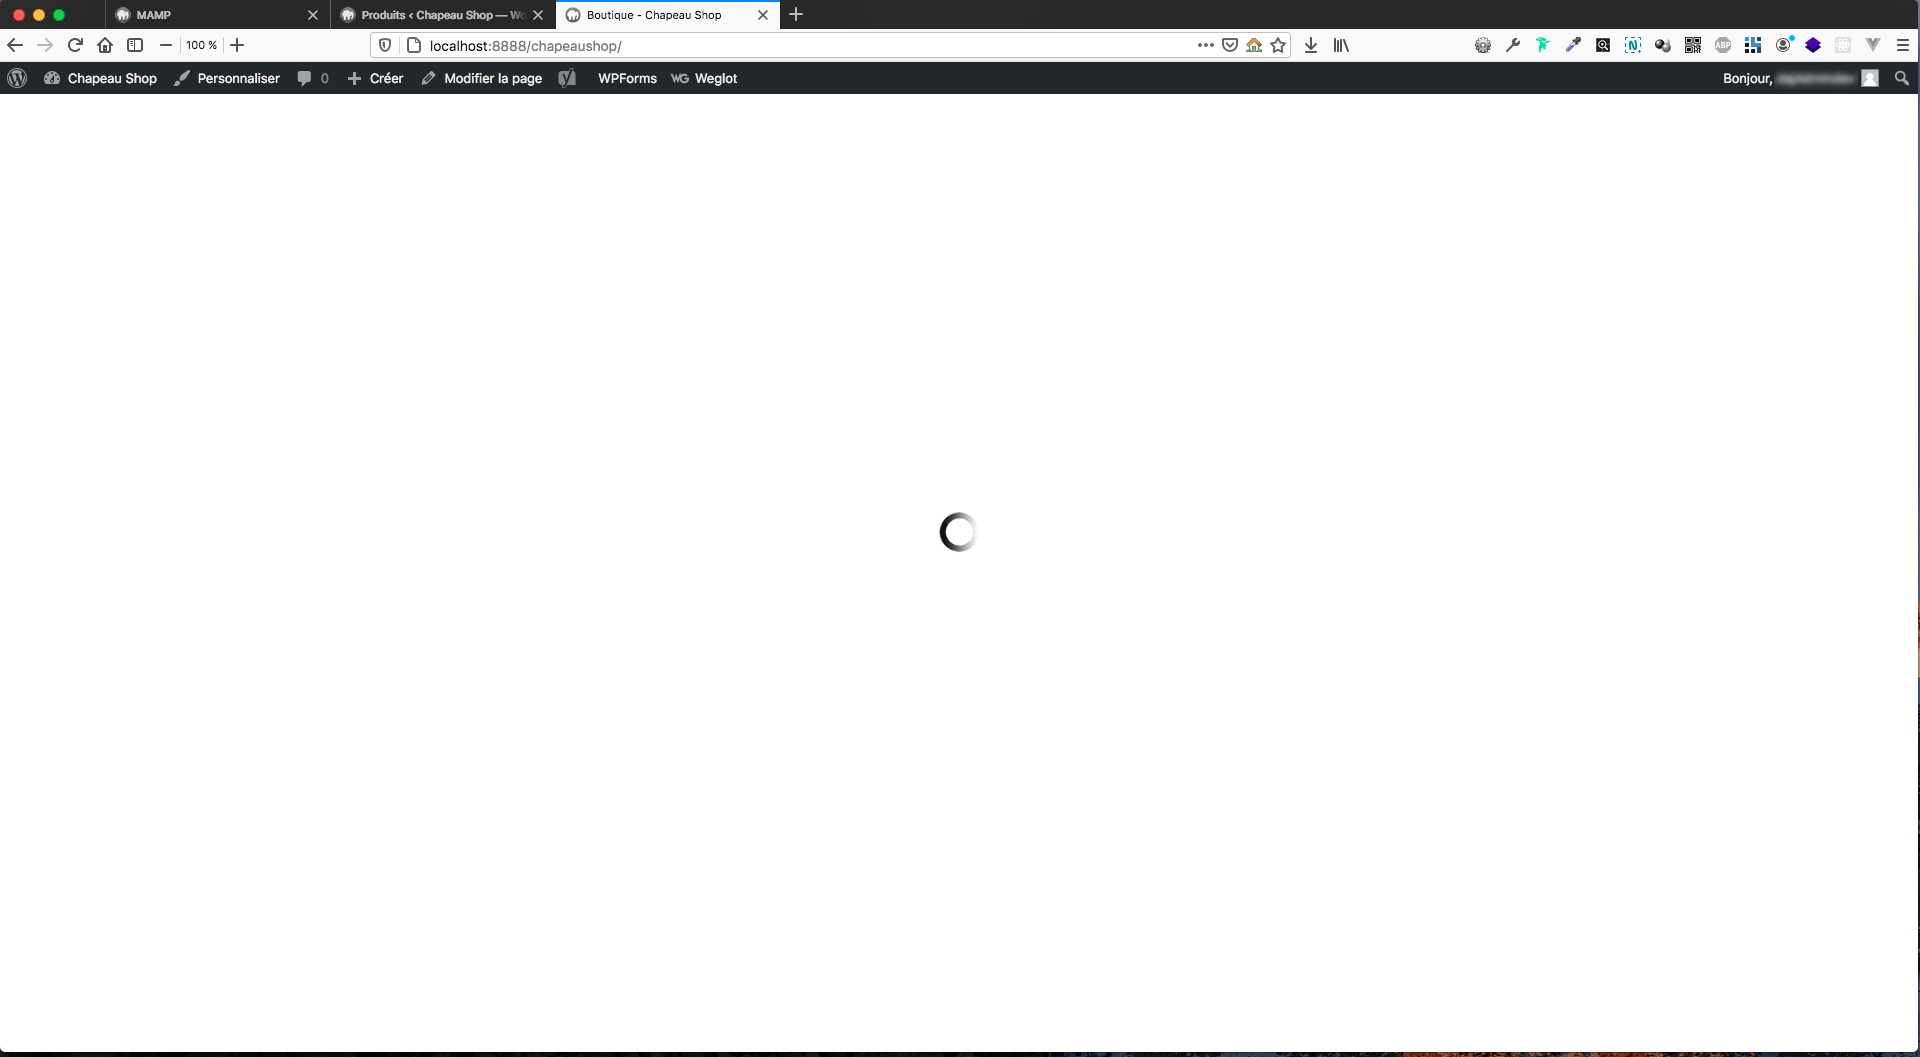 MAMP
Produits ‹ Chapeau Shop — Wo
Boutique - Chapeau Shop
100 %
localhost:8888/chapeaushop/
ABP
Chapeau Shop
Personnaliser
0
Créer
Modifier la page
WPForms
WG Weglot
Bonjour,